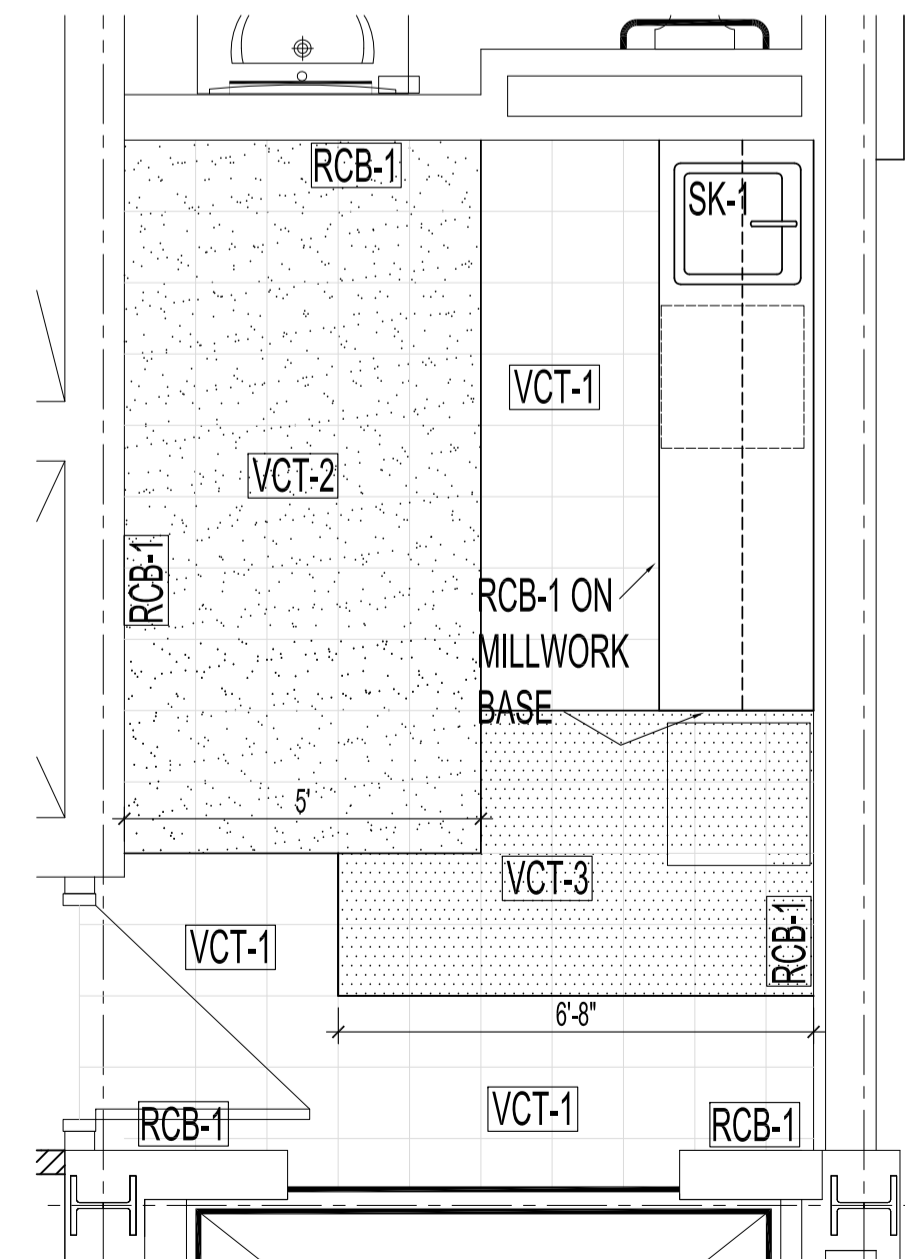 RCB-1
SK-1
VCT-1
VCT-2
RCB-1
RCB-1 ON
MILLWORK
BASE
5'
VCT-3
RCB-1
VCT-1
6'-8"
VCT-1
RCB-1
RCB-1